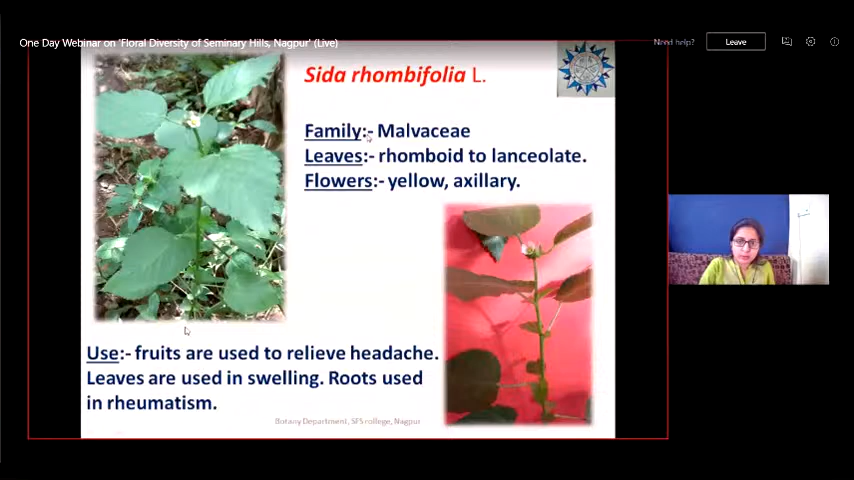 One Day Webinar on 'Floral Diversity of Seminary Hills, Nagpur' (Live)
Need help?
Leave
Sida rhombifolia L.
Family:- Malvaceae
Leaves:- rhomboid to lanceolate.
Flowers:- yellow, axillary.
Use:- fruits are used to relieve headache.
Leaves are used in swelling. Roots used
in rheumatism.
Botany Department, SFS college, Nagpur